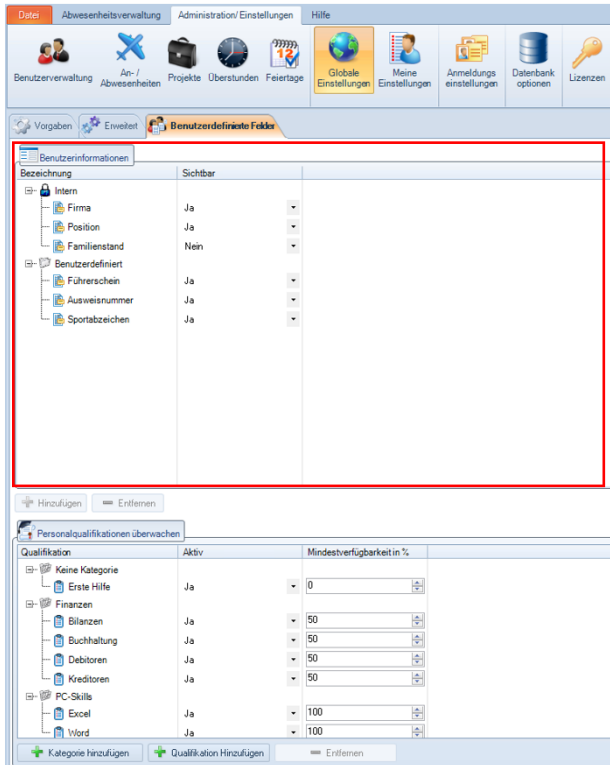 Datei Abwesenheitsverwaltung Administration/Einstellungen Hilfe
Benutzerverwaltung An- / Abwesenheiten Projekte Überstunden Feiertage Globale Einstellungen Meine Einstellungen Anmeldungs einstellungen Datenbank optionen Lizenzen
Vorgaben Erweitert Benutzerdefinierte Felder
Benutzerinformationen
Bezeichnung Sichtbar
Intern
Firma Ja
Position Ja
Familienstand Nein
Benutzerdefiniert
Führerschein Ja
Ausweisnummer Ja
Sportabzeichen Ja
Hinzufügen Entfernen
Personalqualifikationen überwachen
Qualifikation Aktiv Mindestverfügbarkeit in %
Keine Kategorie
Erste Hilfe Ja 0
Finanzen
Bilanzen Ja 50
Buchhaltung Ja 50
Debitoren Ja 50
Kreditoren Ja 50
PC-Skills
Excel Ja 100
Word Ja 100
Kategorie hinzufügen Qualifikation Hinzufügen Entfernen